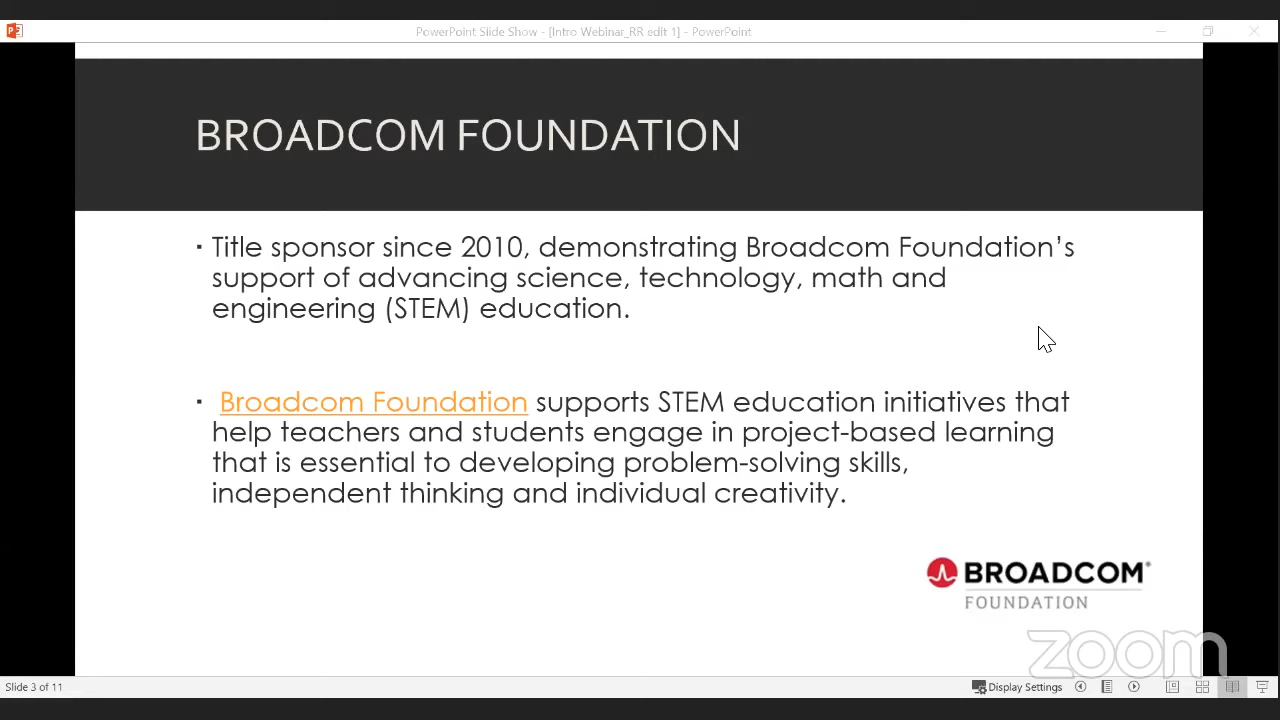 PowerPoint Slide Show - [Intro Webinar_RR edit 1] - PowerPoint
BROADCOM FOUNDATION
▪ Title sponsor since 2010, demonstrating Broadcom Foundation’s
support of advancing science, technology, math and
engineering (STEM) education.
▪ Broadcom Foundation supports STEM education initiatives that
help teachers and students engage in project-based learning
that is essential to developing problem-solving skills,
independent thinking and individual creativity.
BROADCOM®
FOUNDATION
zoom
Slide 3 of 11
Display Settings